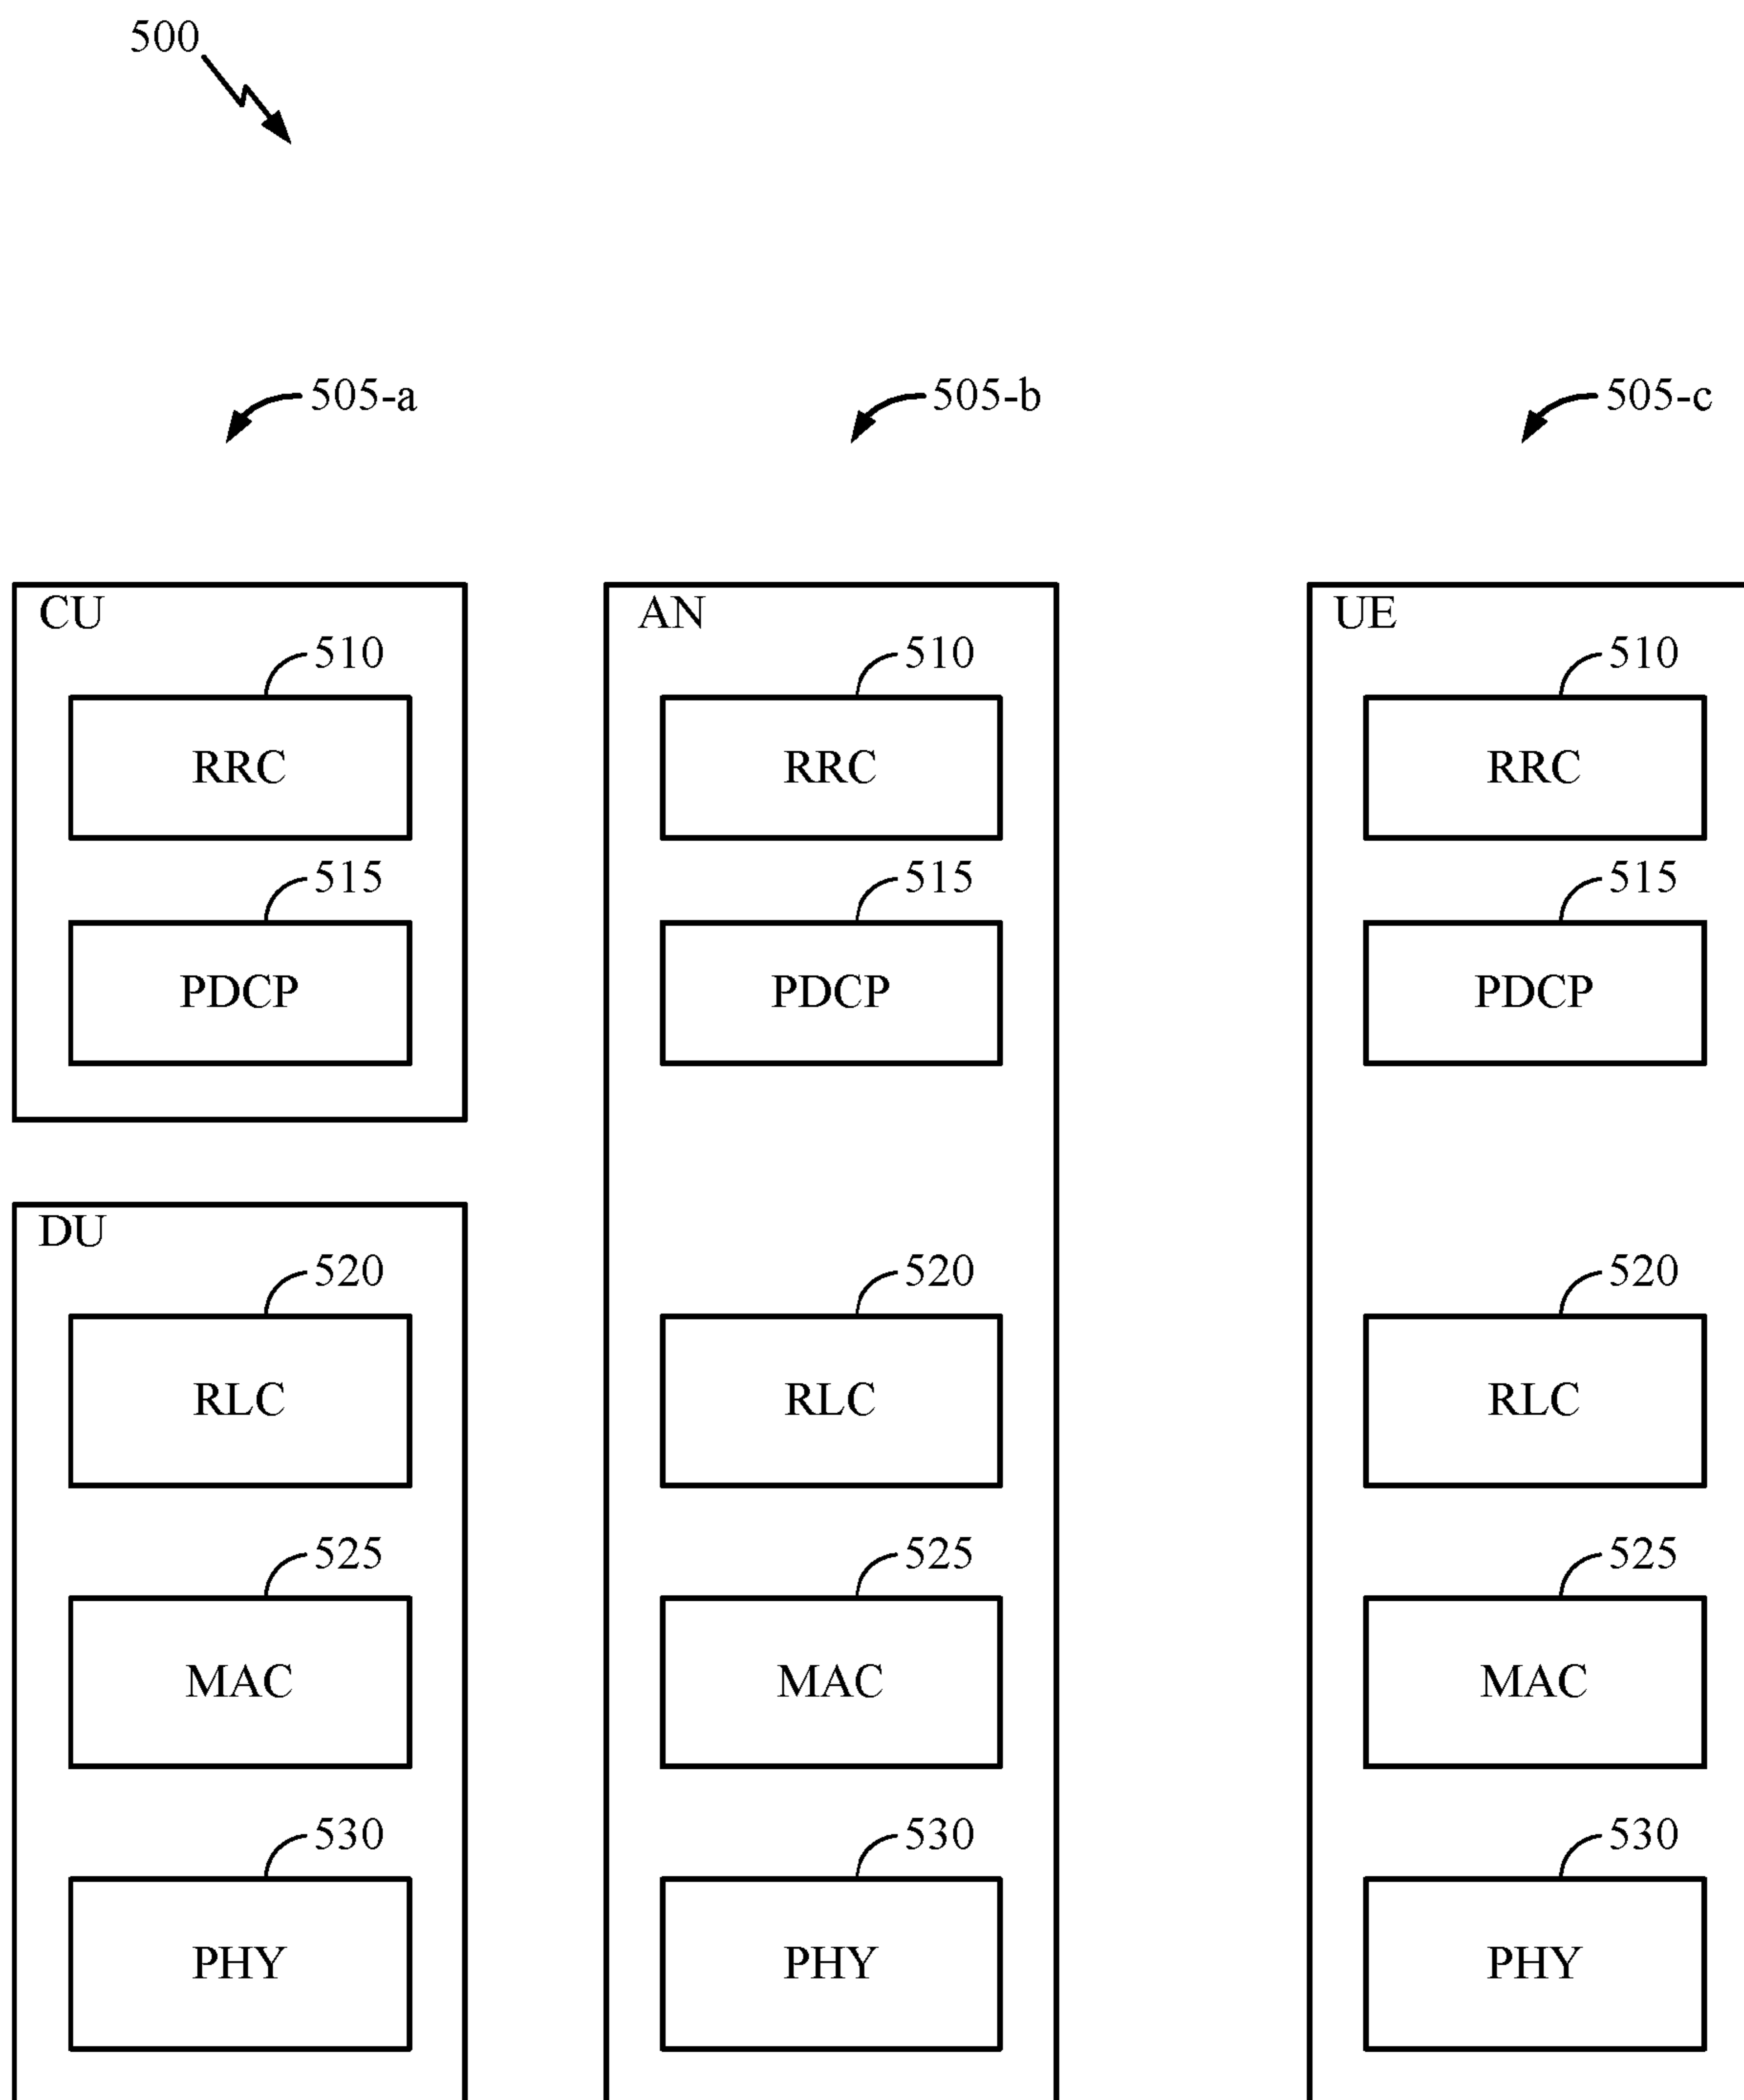 500
505-a 505-b 505-c
CU AN UE
510 510 510
RRC RRC RRC
515 515 515
PDCP PDCP PDCP
DU
520 520 520
RLC RLC RLC
525 525 525
MAC MAC MAC
530 530 530
PHY PHY PHY